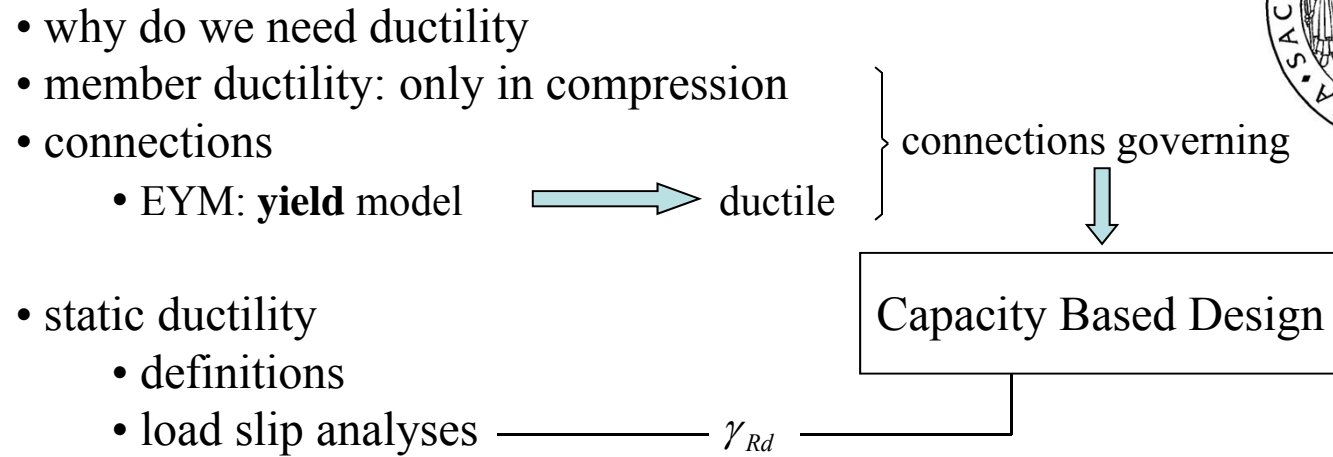 • why do we need ductility
• member ductility: only in compression
• connections
connections governing
• EYM: yield model
ductile
• static ductility
Capacity Based Design
• definitions
• load slip analyses
γRd